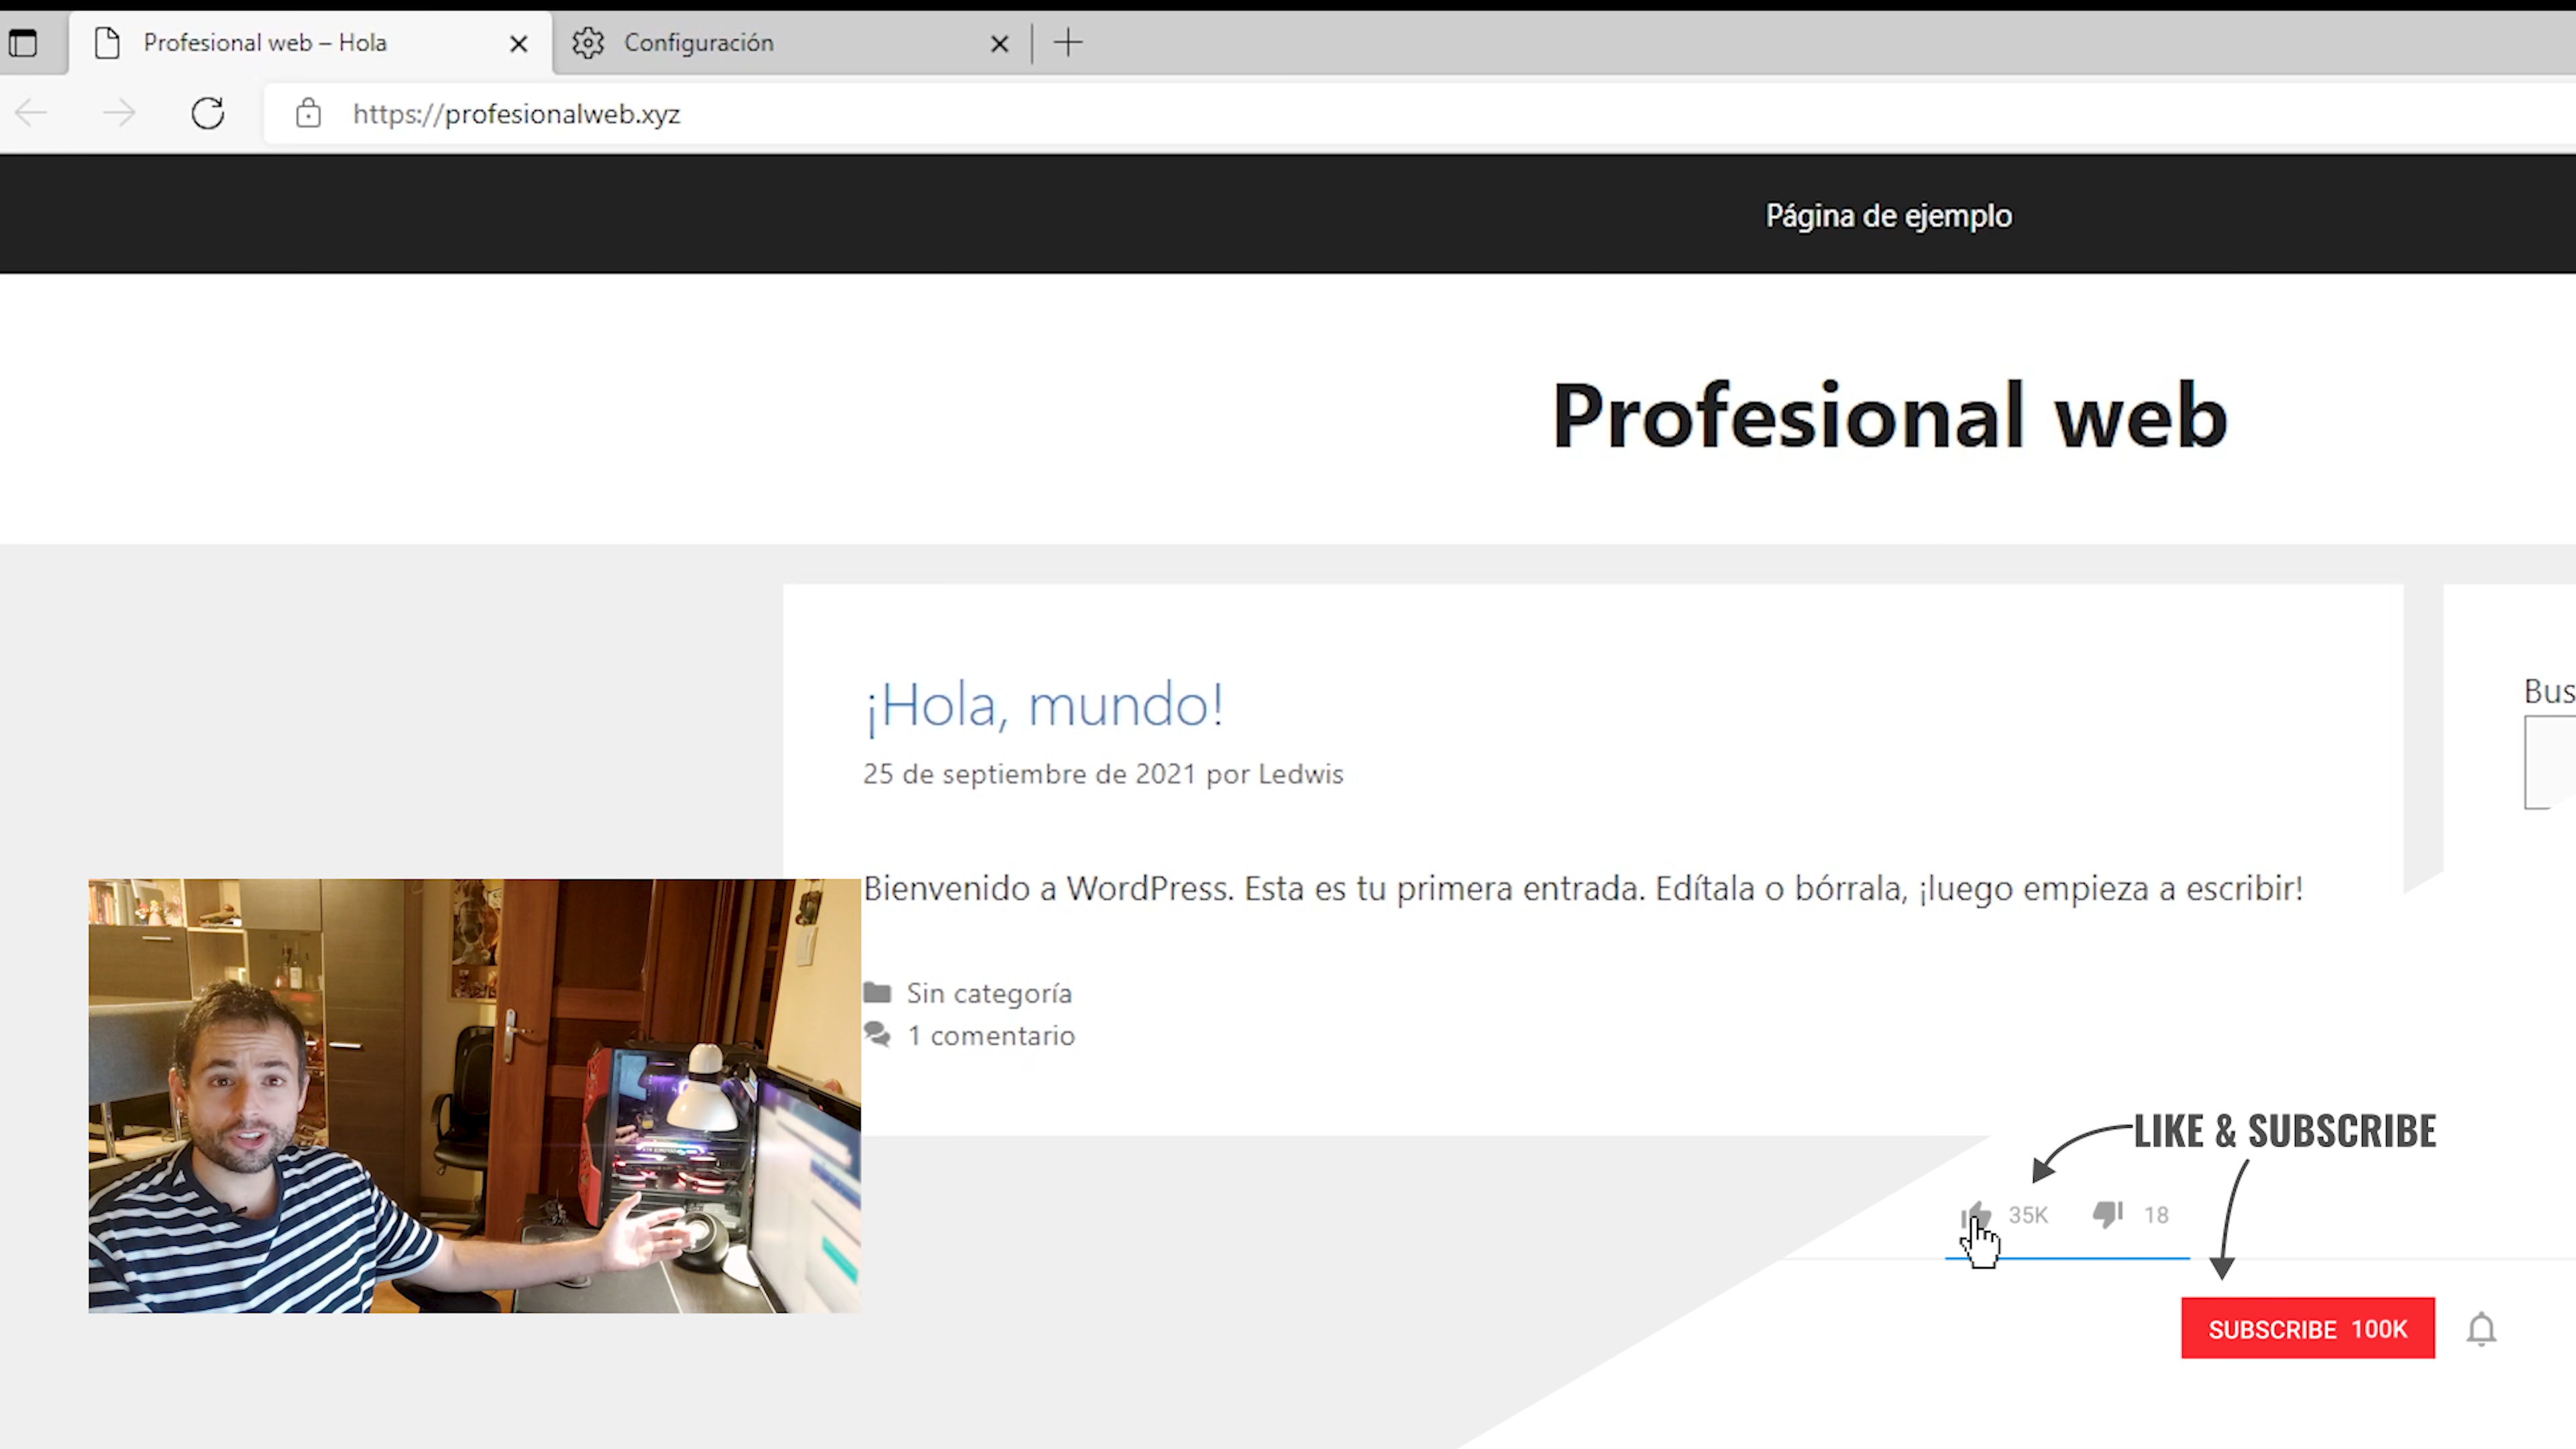 Profesional web – Hola
Configuración
https://profesionalweb.xyz
Página de ejemplo
Profesional web
¡Hola, mundo!
25 de septiembre de 2021 por Ledwis
Bus
Bienvenido a WordPress. Esta es tu primera entrada. Edítala o bórrala, ¡luego empieza a escribir!
Sin categoría
1 comentario
LIKE & SUBSCRIBE
35K 18
SUBSCRIBE 100K